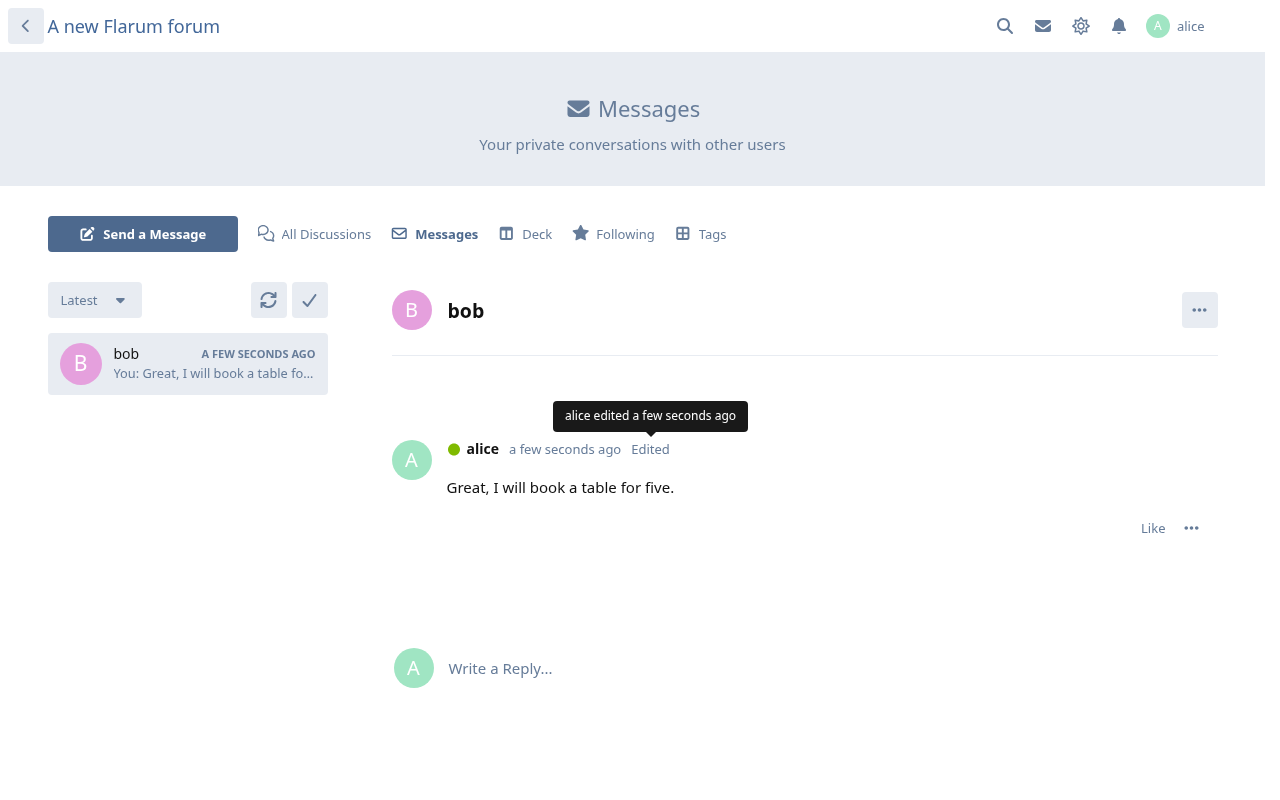 A new Flarum forum
A
alice
Messages
Your private conversations with other users
Send a Message
All Discussions
Messages
Deck
Following
Tags
Latest
B
bob
A FEW SECONDS AGO
You: Great, I will book a table fo...
B
bob
alice edited a few seconds ago
A
alice a few seconds ago Edited
Great, I will book a table for five.
Like
A
Write a Reply...